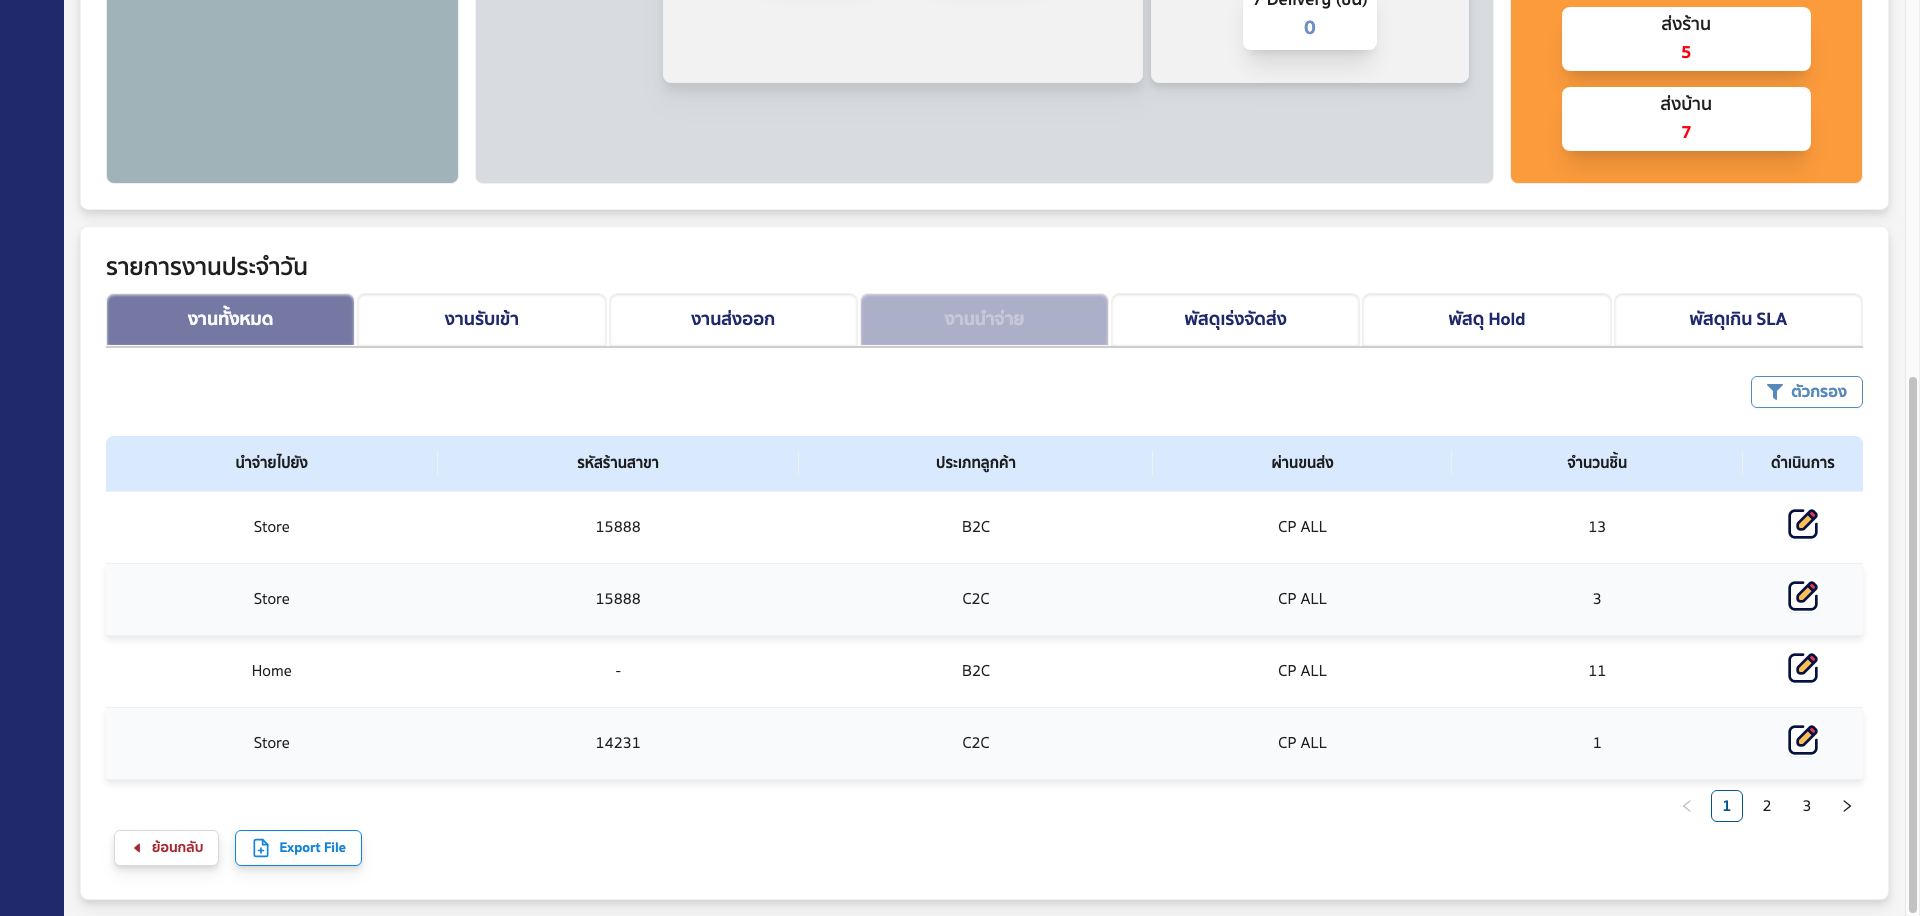 7 Delivery (ชิ้น)
0
ส่งร้าน
5
ส่งบ้าน
7
รายการงานประจำวัน
งานทั้งหมด งานรับเข้า งานส่งออก งานนำจ่าย พัสดุเร่งจัดส่ง พัสดุ Hold พัสดุเกิน SLA
ตัวกรอง
นำจ่ายไปยัง รหัสร้านสาขา ประเภทลูกค้า ผ่านขนส่ง จำนวนชิ้น ดำเนินการ
Store 15888 B2C CP ALL 13
Store 15888 C2C CP ALL 3
Home - B2C CP ALL 11
Store 14231 C2C CP ALL 1
1 2 3
ย้อนกลับ Export File